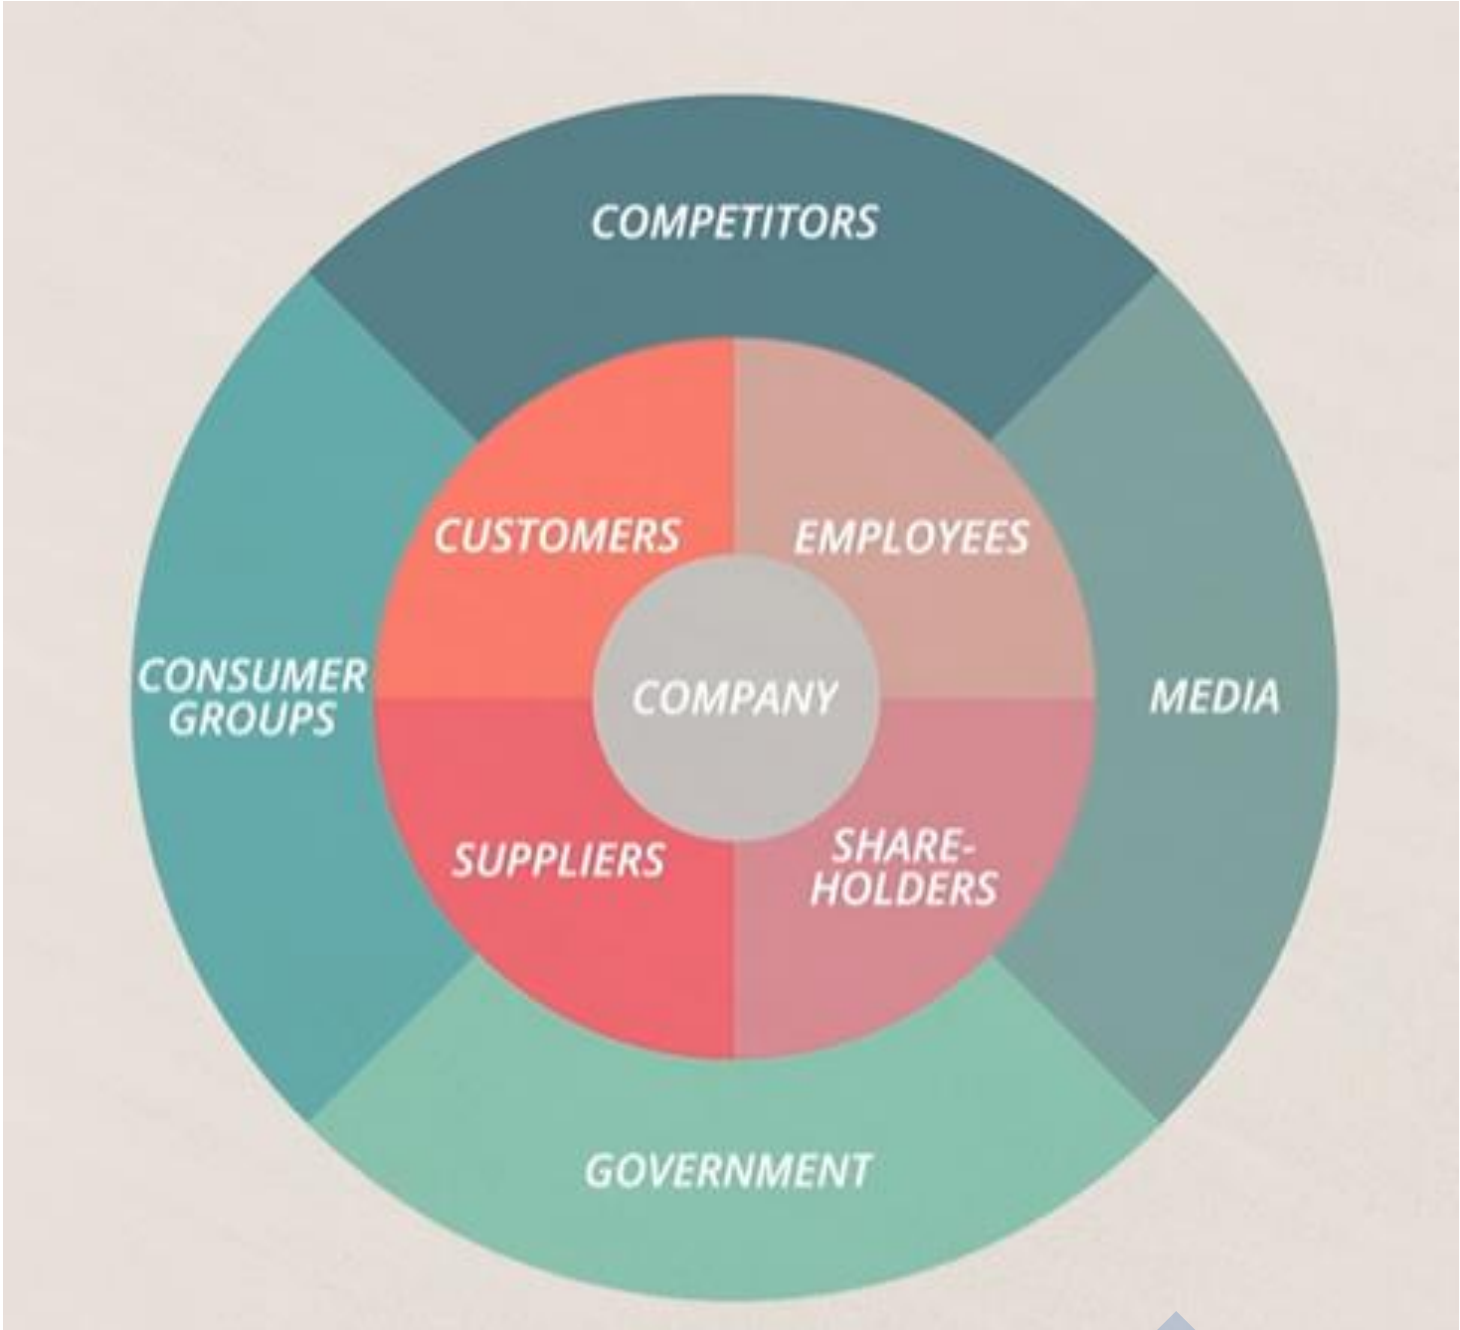 COMPETITORS
CUSTOMERS
EMPLOYEES
CONSUMER
GROUPS
COMPANY
MEDIA
SUPPLIERS
SHARE-
HOLDERS
GOVERNMENT